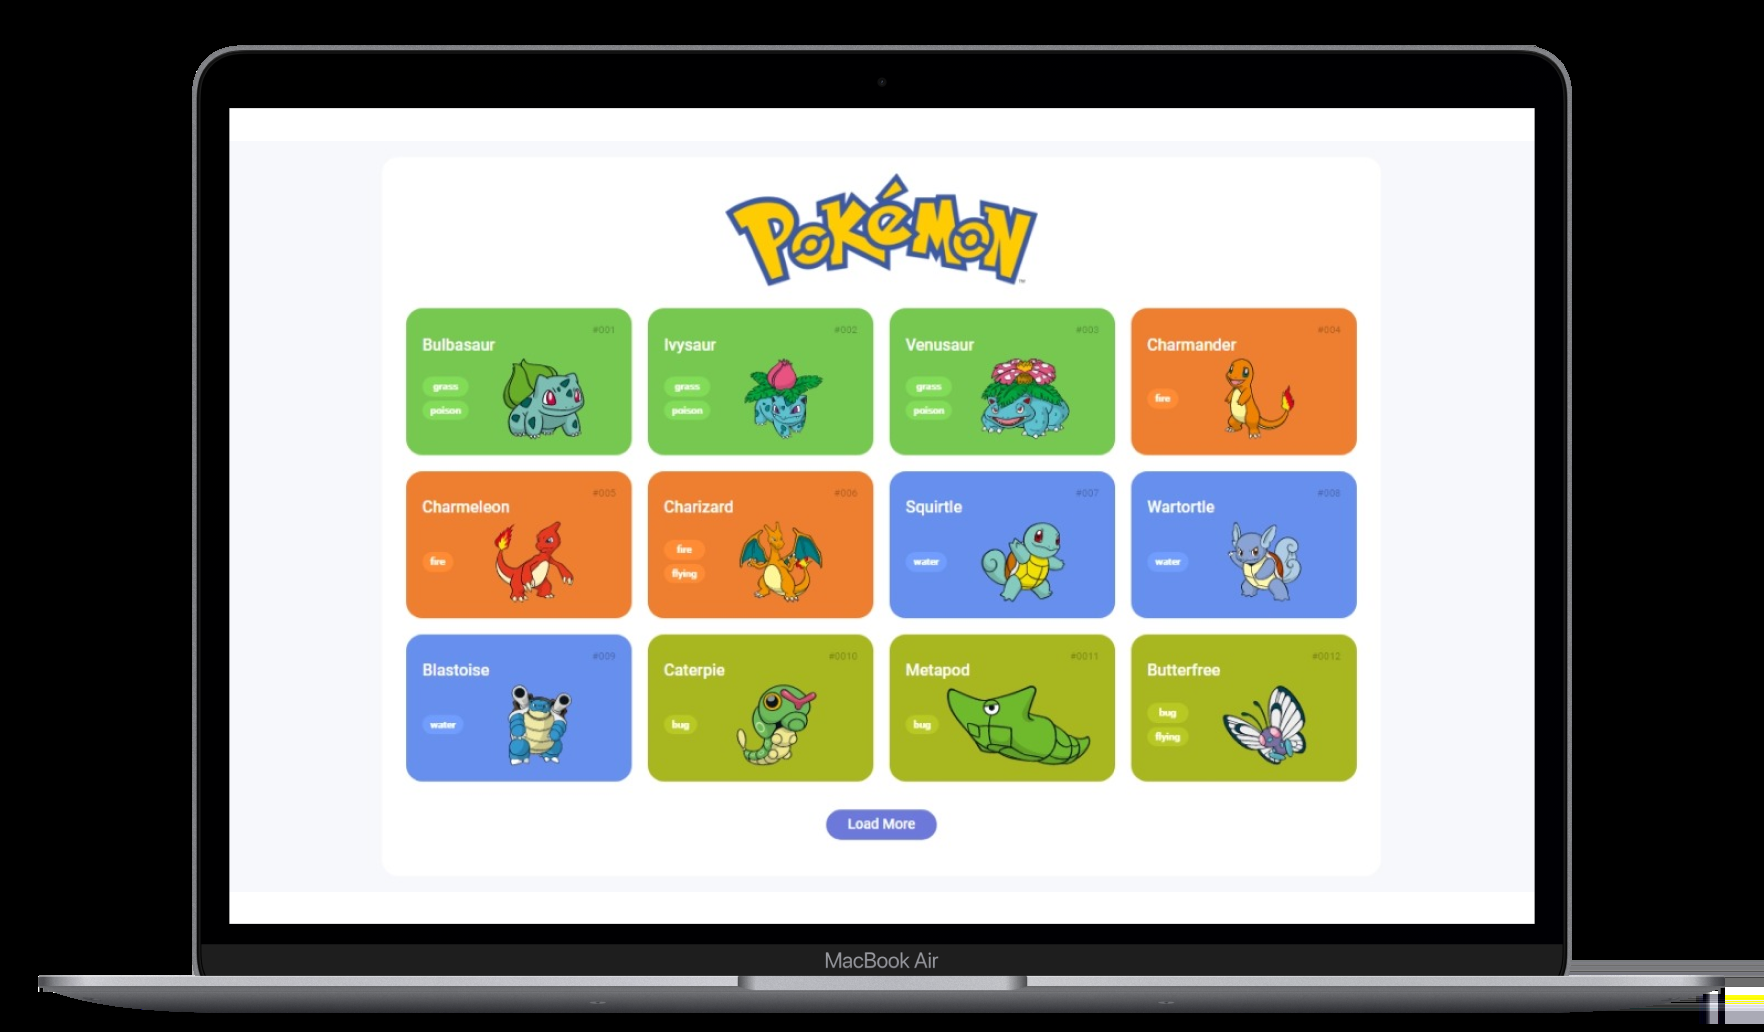 POKÉMON
TM
#001
Bulbasaur
grass
poison
#002
Ivysaur
grass
poison
#003
Venusaur
grass
poison
#004
Charmander
fire
#005
Charmeleon
fire
#006
Charizard
fire
flying
#007
Squirtle
water
#008
Wartortle
water
#009
Blastoise
water
#0010
Caterpie
bug
#0011
Metapod
bug
#0012
Butterfree
bug
flying
Load More
MacBook Air